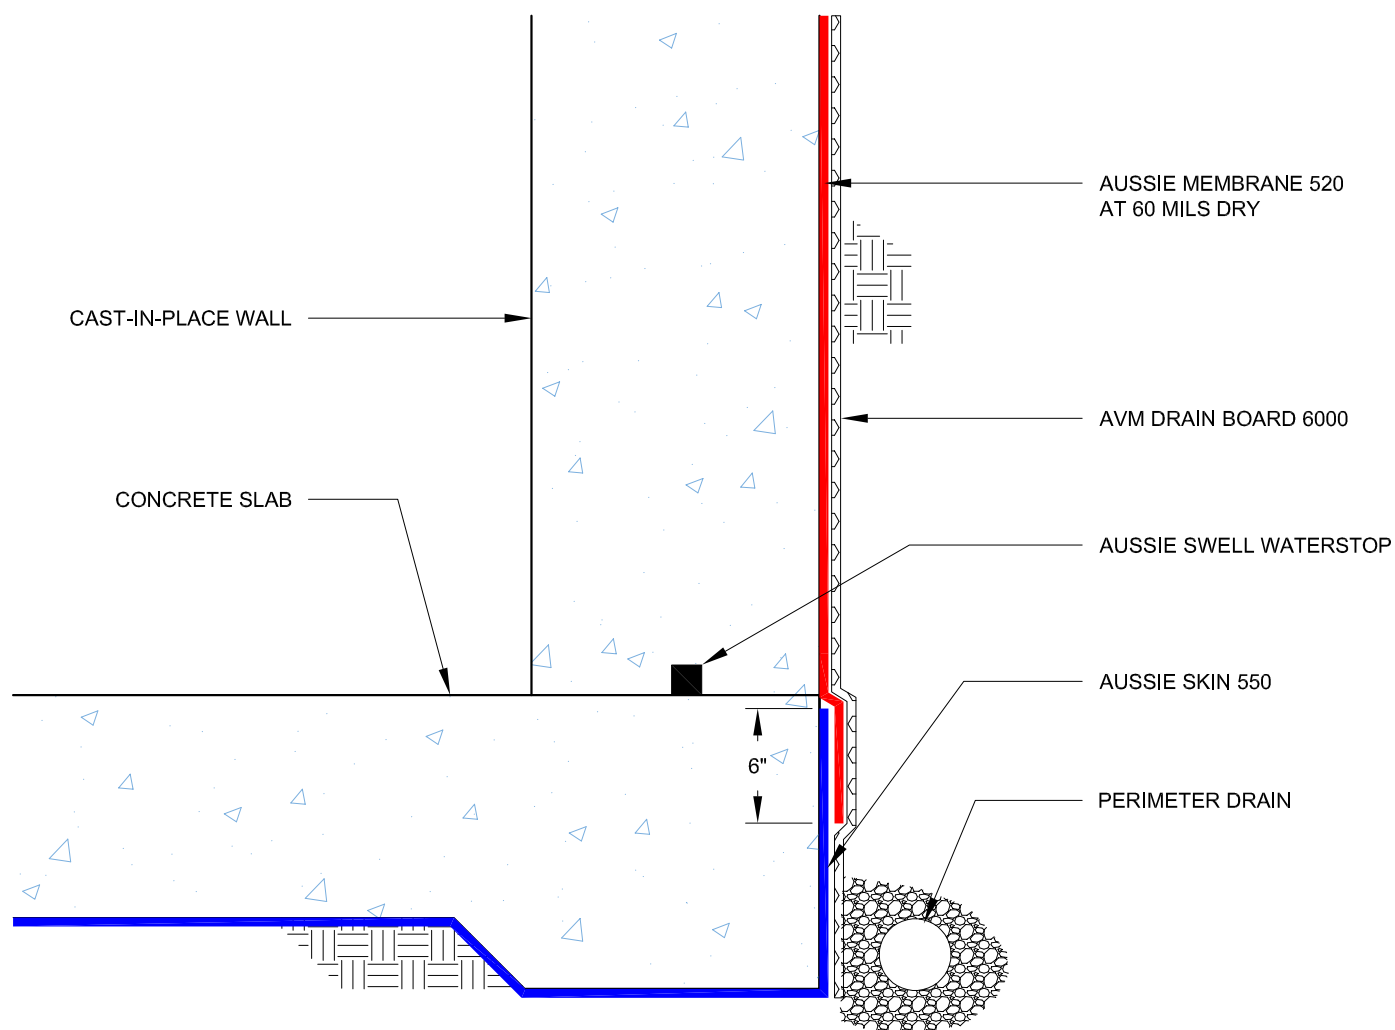 AUSSIE MEMBRANE 520
AT 60 MILS DRY
CAST-IN-PLACE WALL
AVM DRAIN BOARD 6000
CONCRETE SLAB
AUSSIE SWELL WATERSTOP
AUSSIE SKIN 550
6"
PERIMETER DRAIN